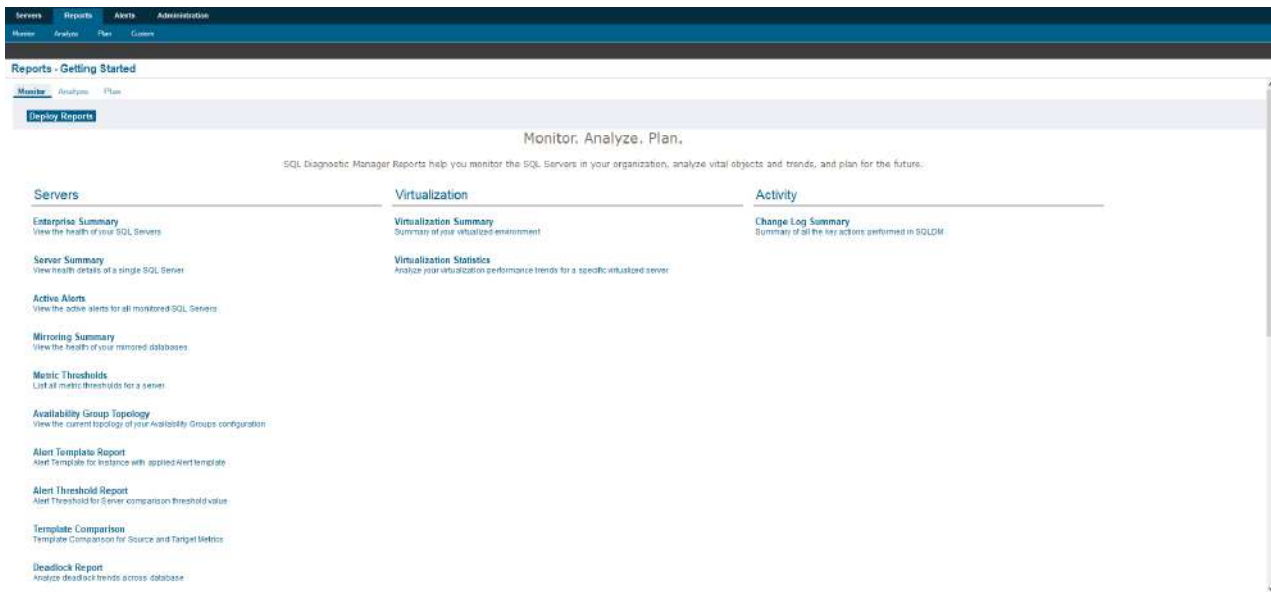 Servers Reports Alerts Administration
Monitor Analyze Plan Custom
Reports - Getting Started
Monitor Analyze Plan
Deploy Reports
Monitor. Analyze. Plan.
SQL Diagnostic Manager Reports help you monitor the SQL Servers in your organization, analyze vital objects and trends, and plan for the future.
Servers
Enterprise Summary
View the health of your SQL Servers
Server Summary
View health details of a single SQL Server
Active Alerts
View the active alerts for all monitored SQL Servers
Mirroring Summary
View the health of your mirrored databases
Metric Thresholds
List all metric thresholds for a server
Availability Group Topology
View the current topology of your Availability Groups configuration
Alert Template Report
Alert Template for Instance with applied Alert template
Alert Threshold Report
Alert Threshold for Server comparison threshold value
Template Comparison
Template Comparison for Source and Target Metrics
Deadlock Report
Analyze deadlock trends across database
Virtualization
Virtualization Summary
Summary of your virtualized environment
Virtualization Statistics
Analyze your virtualization performance trends for a specific virtualized server
Activity
Change Log Summary
Summary of all the key actions performed in SQLDM